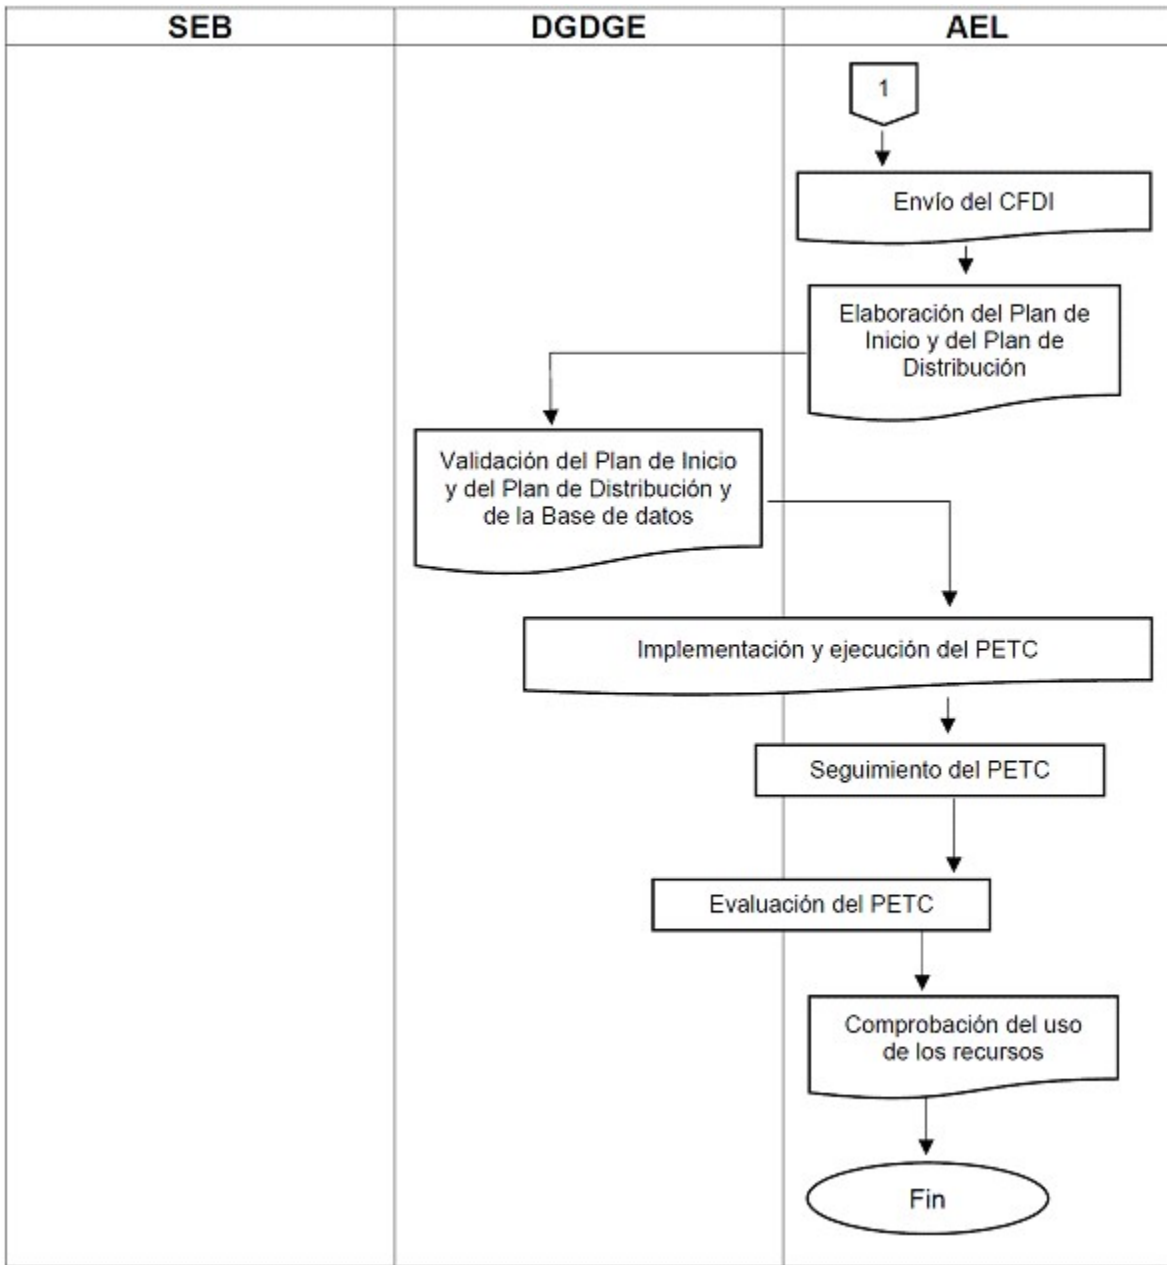 SEB
DGDGE
AEL
1
Envío del CFDI
Elaboración del Plan de
Inicio y del Plan de
Distribución
Validación del Plan de Inicio
y del Plan de Distribución y
de la Base de datos
Implementación y ejecución del PETC
Seguimiento del PETC
Evaluación del PETC
Comprobación del uso
de los recursos
Fin